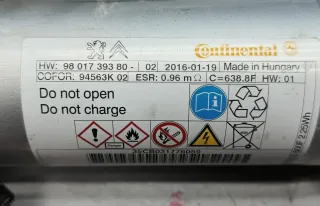 Continental
HW: 98 017 393 80 - 02 2016-01-19 Made in Hungary
COFOR: 94563K 02 ESR: 0.96 mΩ C=638.8F HW: 01
Do not open
Do not charge